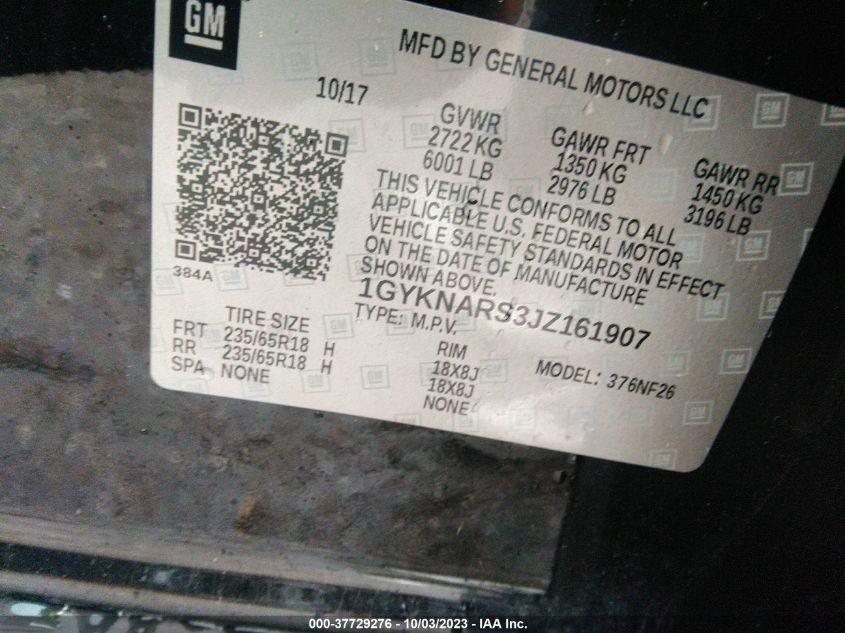 GM
MFD BY GENERAL MOTORS LLC
10/17
GVWR
2722 KG
6001 LB
GAWR FRT
1350 KG
2976 LB
GAWR RR
1450 KG
3196 LB
THIS VEHICLE CONFORMS TO ALL
APPLICABLE U.S. FEDERAL MOTOR
VEHICLE SAFETY STANDARDS IN EFFECT
ON THE DATE OF MANUFACTURE
SHOWN ABOVE.
384A
1GYKNARS3JZ161907
TYPE: M.P.V.
MODEL: 376NF26
TIRE SIZE
RIM
FRT 235/65R18 H 18X8J
RR 235/65R18 H 18X8J
SPA NONE NONE
000-37729276 - 10/03/2023 - IAA Inc.